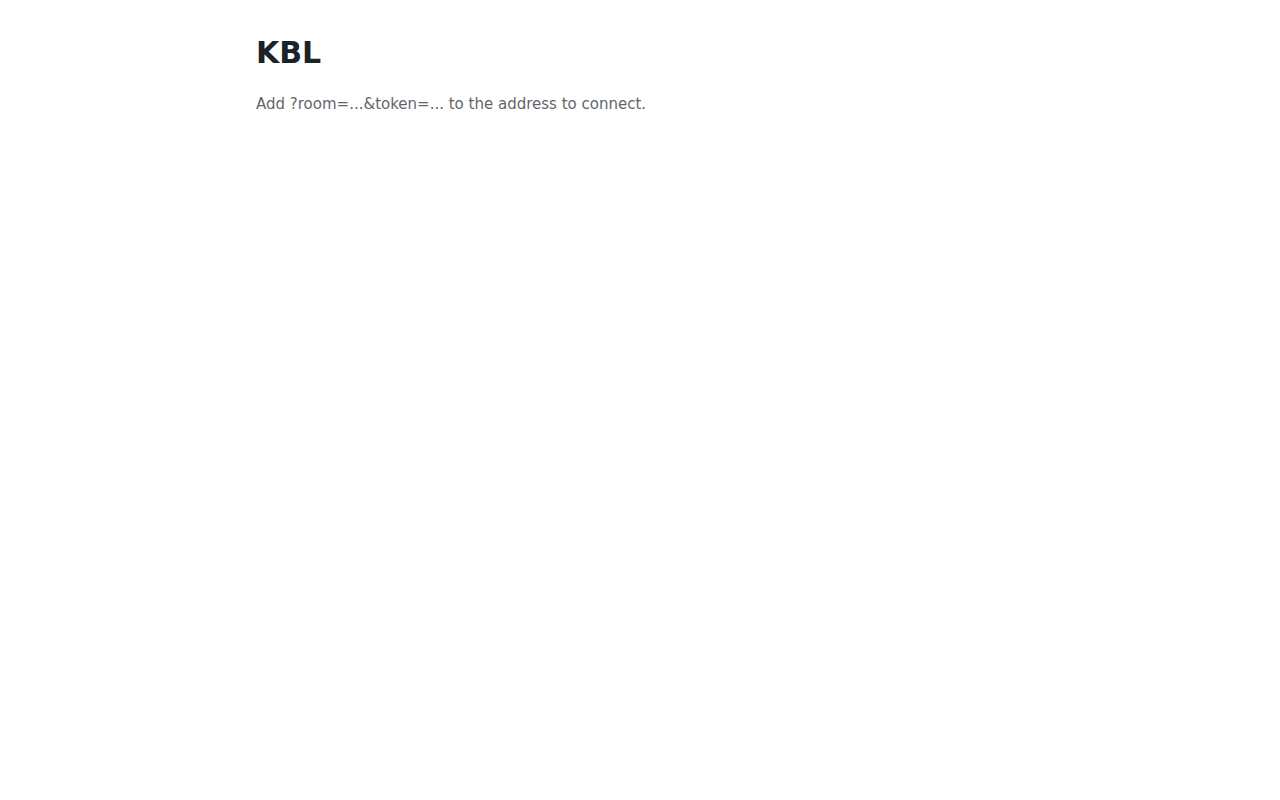 KBL
Add ?room=...&token=... to the address to connect.